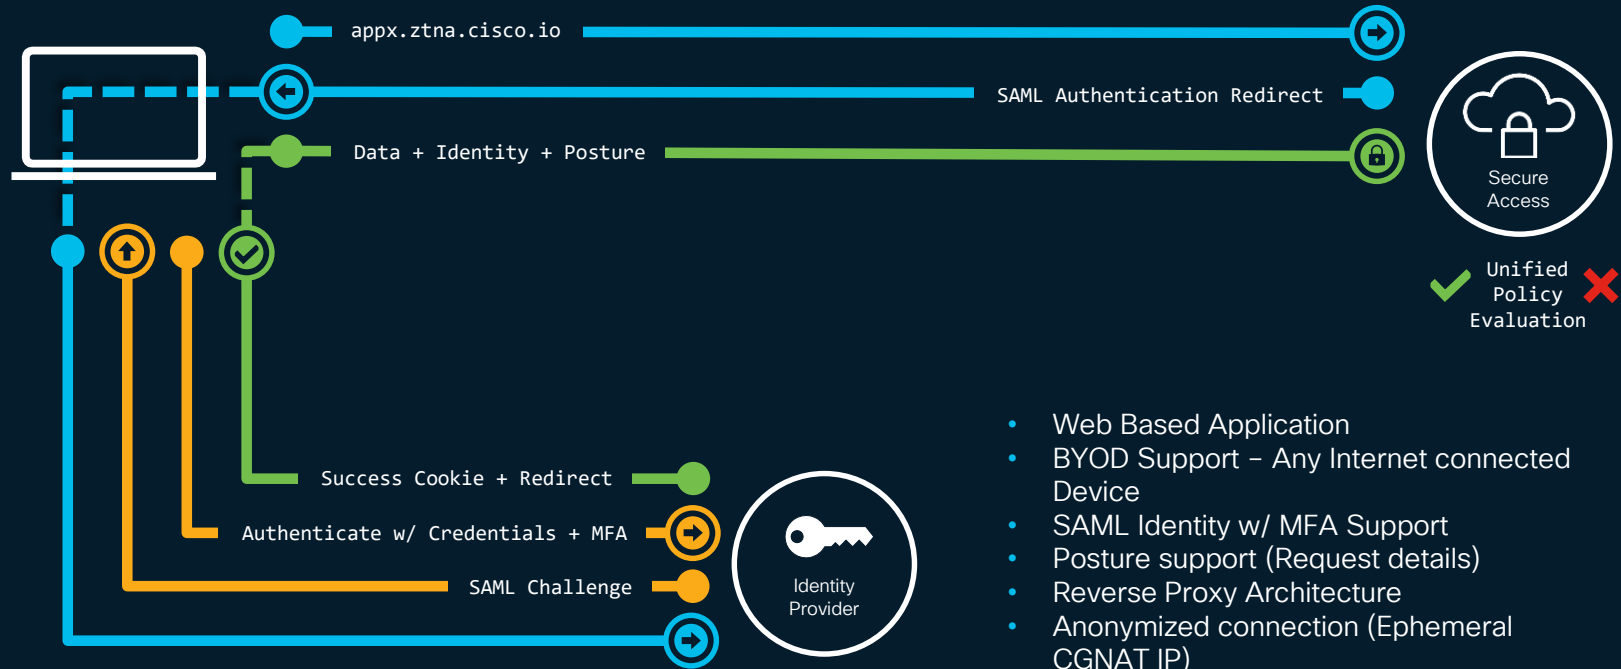 appx.ztna.cisco.io
SAML Authentication Redirect
Data + Identity + Posture
Secure
Access
Unified
Policy
Evaluation
Success Cookie + Redirect
Authenticate w/ Credentials + MFA
SAML Challenge
Identity
Provider
• Web Based Application
• BYOD Support – Any Internet connected
Device
• SAML Identity w/ MFA Support
• Posture support (Request details)
• Reverse Proxy Architecture
• Anonymized connection (Ephemeral
CGNAT IP)